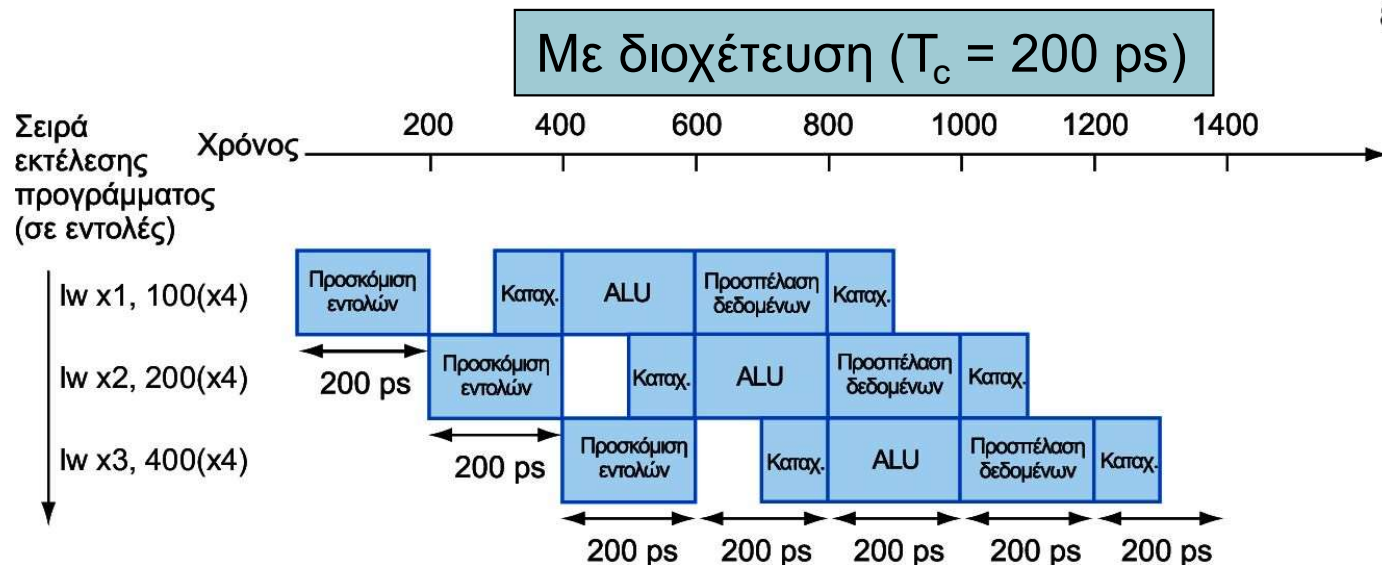 Με διοχέτευση (Tc = 200 ps)
Σειρά
εκτέλεσης
προγράμματος
(σε εντολές)
Χρόνος
200 400 600 800 1000 1200 1400
lw x1, 100(x4)
Προσκόμιση
εντολών
Καταχ.
ALU
Προσπέλαση
δεδομένων
Καταχ.
200 ps
lw x2, 200(x4)
Προσκόμιση
εντολών
Καταχ.
ALU
Προσπέλαση
δεδομένων
Καταχ.
200 ps
lw x3, 400(x4)
Προσκόμιση
εντολών
Καταχ.
ALU
Προσπέλαση
δεδομένων
Καταχ.
200 ps 200 ps 200 ps 200 ps 200 ps